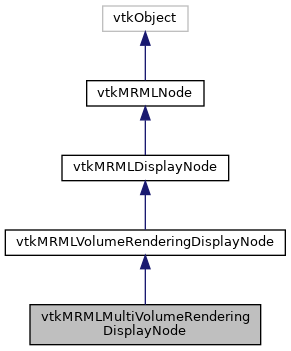 vtkObject
vtkMRMLNode
vtkMRMLDisplayNode
vtkMRMLVolumeRenderingDisplayNode
vtkMRMLMultiVolumeRendering
DisplayNode